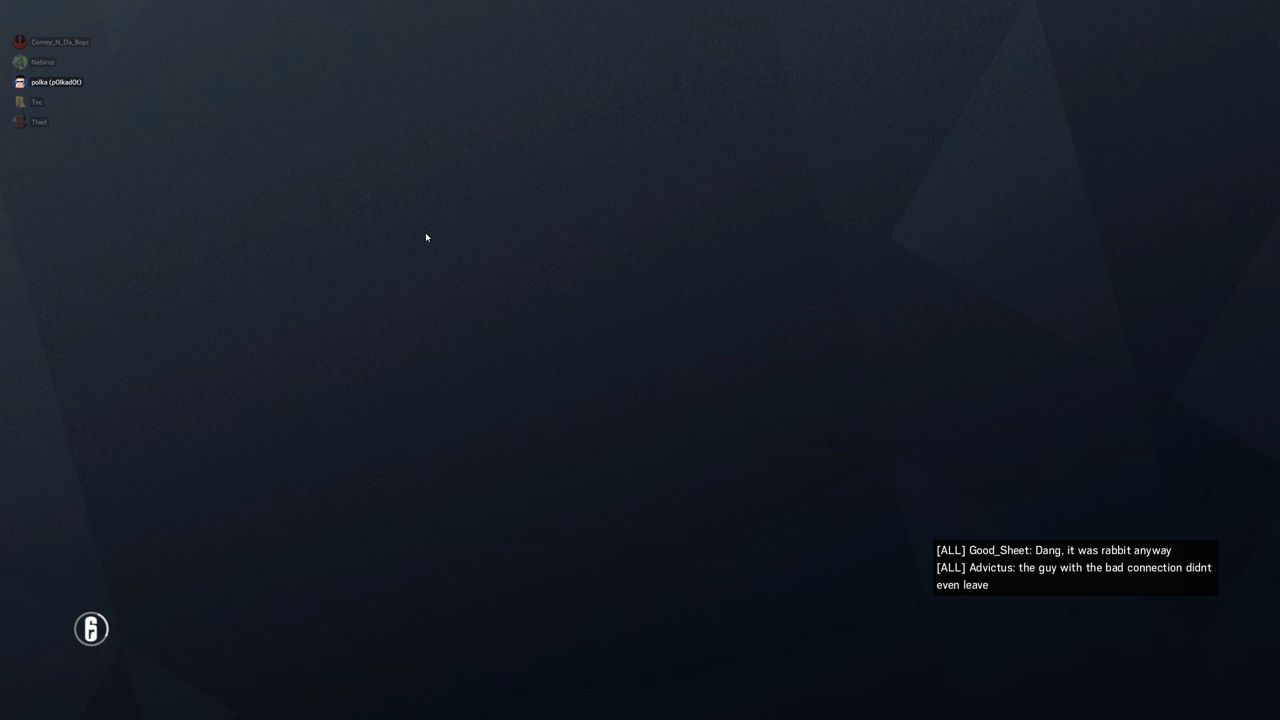 Comey_N_Da_Boyz
Nebiros
polka (p0lkad0t)
Tec
Thief
[ALL] Good_Sheet: Dang, it was rabbit anyway
[ALL] Advictus: the guy with the bad connection didnt
even leave
6